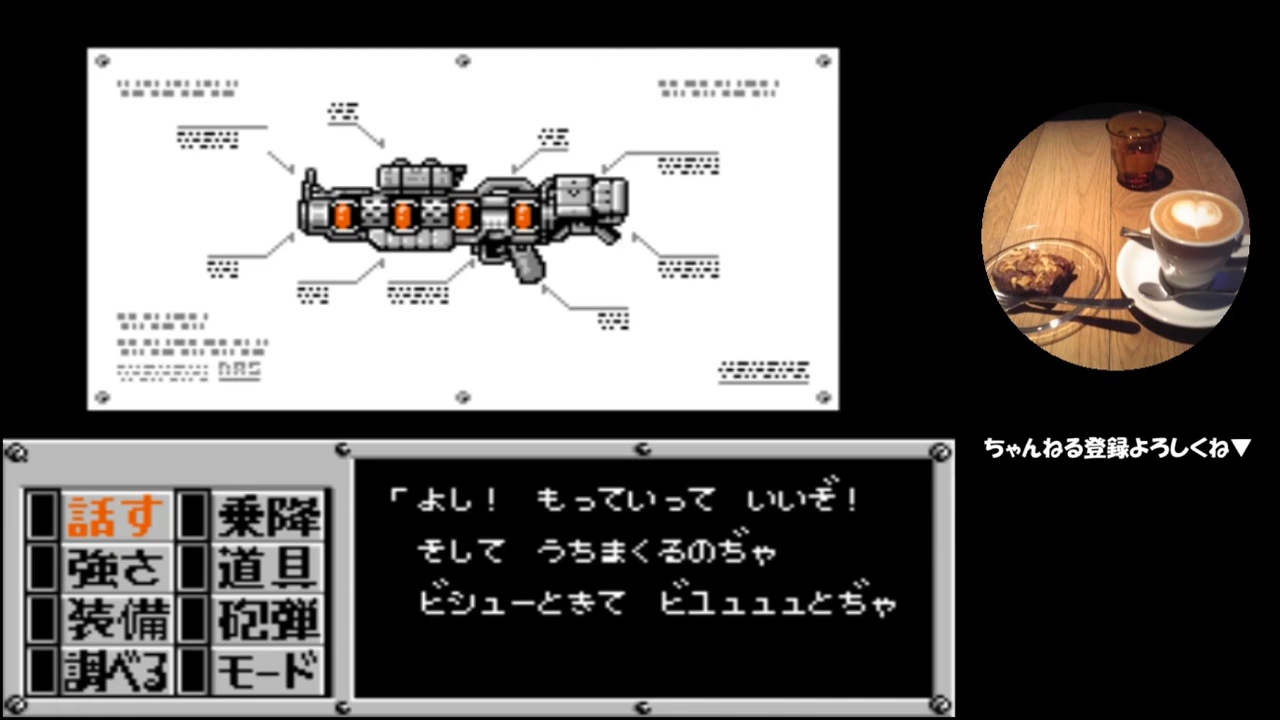 DRS
話す 乗降
強さ 道具
装備 砲弾
調べる モード
「よし！ もっていって いいぞ！
そして うちまくるのぢゃ
ビシューときて ビユュュュとぢゃ
ちゃんねる登録よろしくね▼